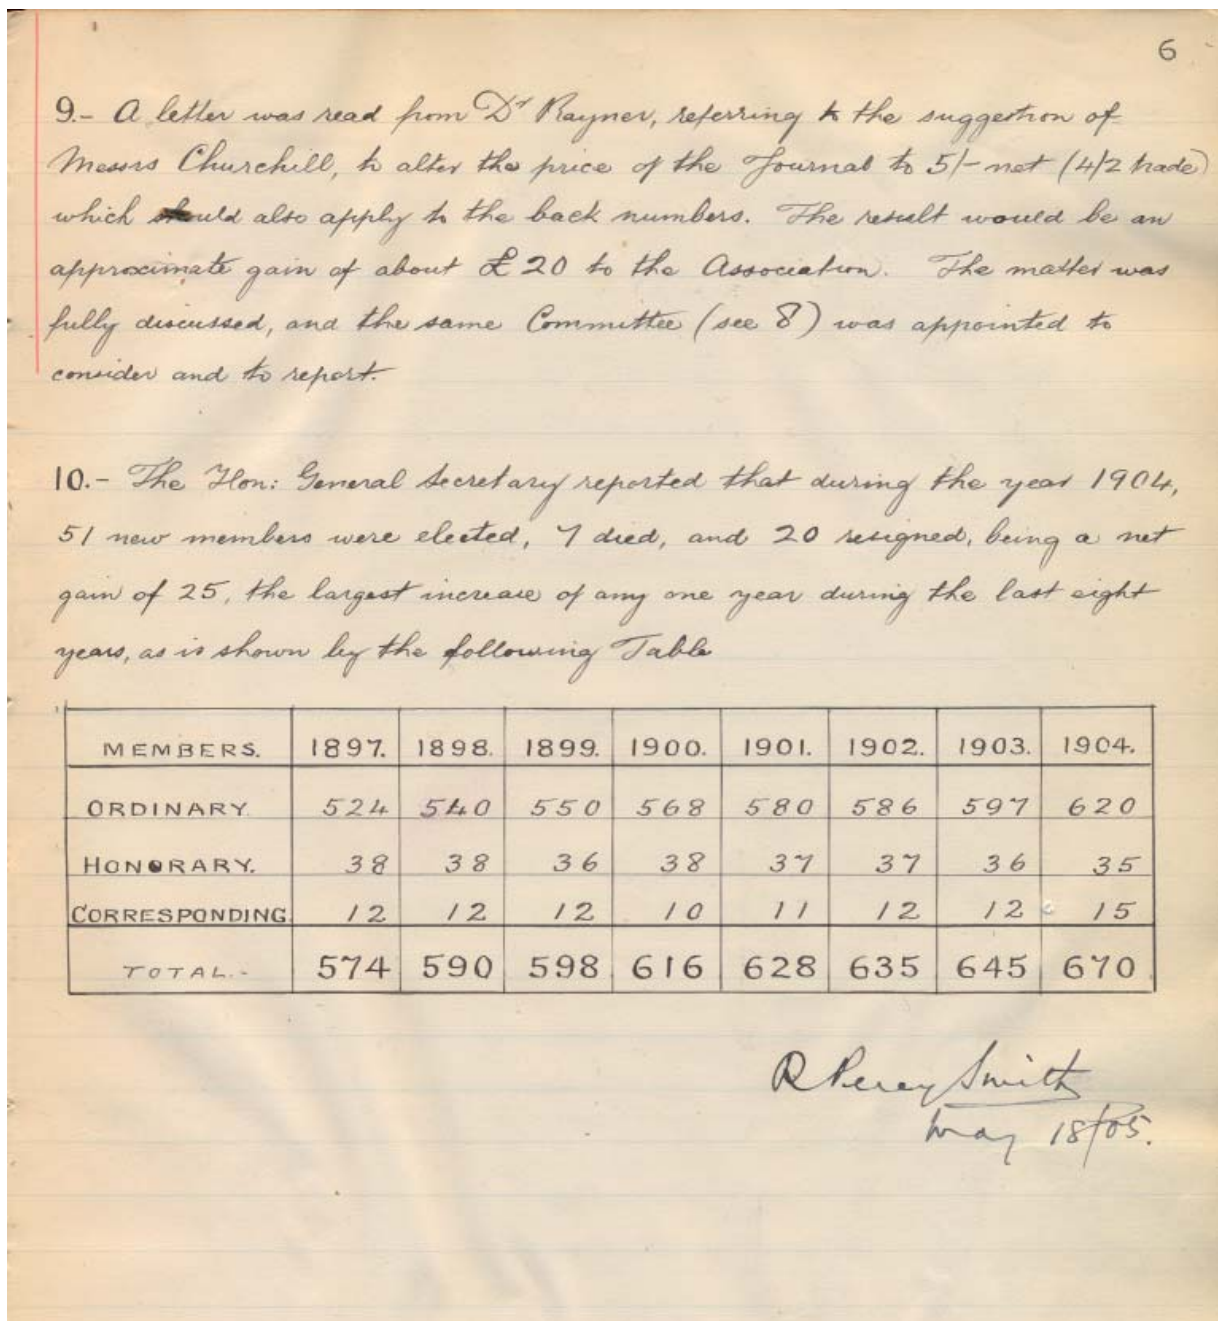 6
9.- A letter was read from Dr Rayner, referring to the suggestion of
Messrs Churchill, to alter the price of the Journal to 5/- net (4/2 trade)
which should also apply to the back numbers. The result would be an
approximate gain of about £20 to the Association. The matter was
fully discussed, and the same Committee (see 8) was appointed to
consider and to report.
10.- The Hon: General Secretary reported that during the year 1904,
51 new members were elected, 7 died, and 20 resigned, being a net
gain of 25, the largest increase of any one year during the last eight
years, as is shown by the following Table
MEMBERS. 1897. 1898. 1899. 1900. 1901. 1902. 1903. 1904.
ORDINARY. 524 540 550 568 580 586 597 620
HONORARY. 38 38 36 38 37 37 36 35
CORRESPONDING. 12 12 12 10 11 12 12 15
TOTAL.- 574 590 598 616 628 635 645 670
R Percy Smith
May 18/05.